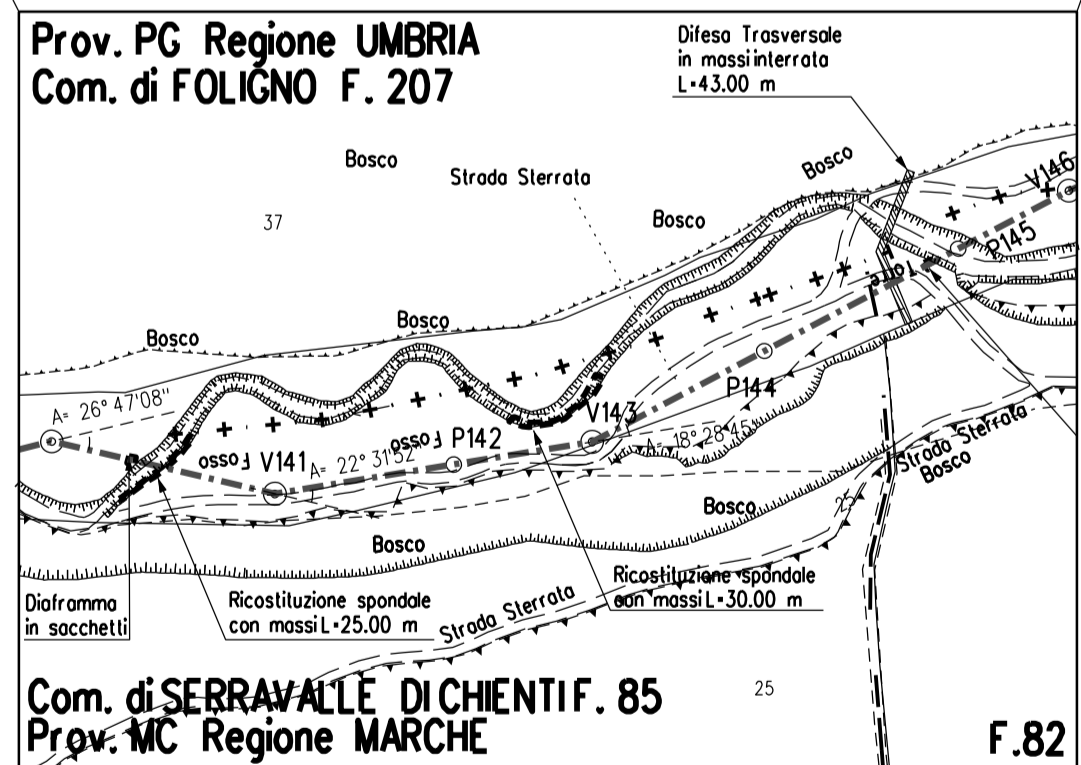 Prov. PG Regione UMBRIA
Com. di FOLIGNO F. 207
Difesa Trasversale
in massi interrata
L=43.00 m
Bosco
Strada Sterrata
Bosco
Bosco
37
V146
P145
Torre
Bosco
Bosco
A= 26°47'08"
P144
V143
A= 18°28'45"
Fosso
P142
Fosso
V141
A= 22°31'52"
Strada Sterrata
Bosco
Bosco
25
Bosco
Diaframma
in sacchetti
Ricostituzione spondale
con massi L=25.00 m
Strada Sterrata
Ricostituzione spondale
con massi L=30.00 m
25
Com. di SERRAVALLE DI CHIENTI F. 85
Prov. MC Regione MARCHE
F.82